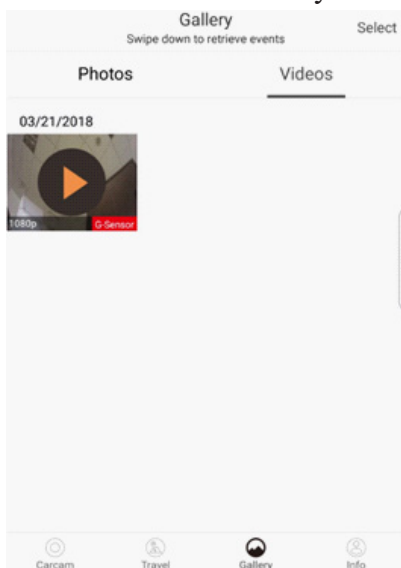 Gallery
Swipe down to retrieve events
Select
Photos
Videos
03/21/2018
1080p
G-Sensor
Carcam
Travel
Gallery
Info